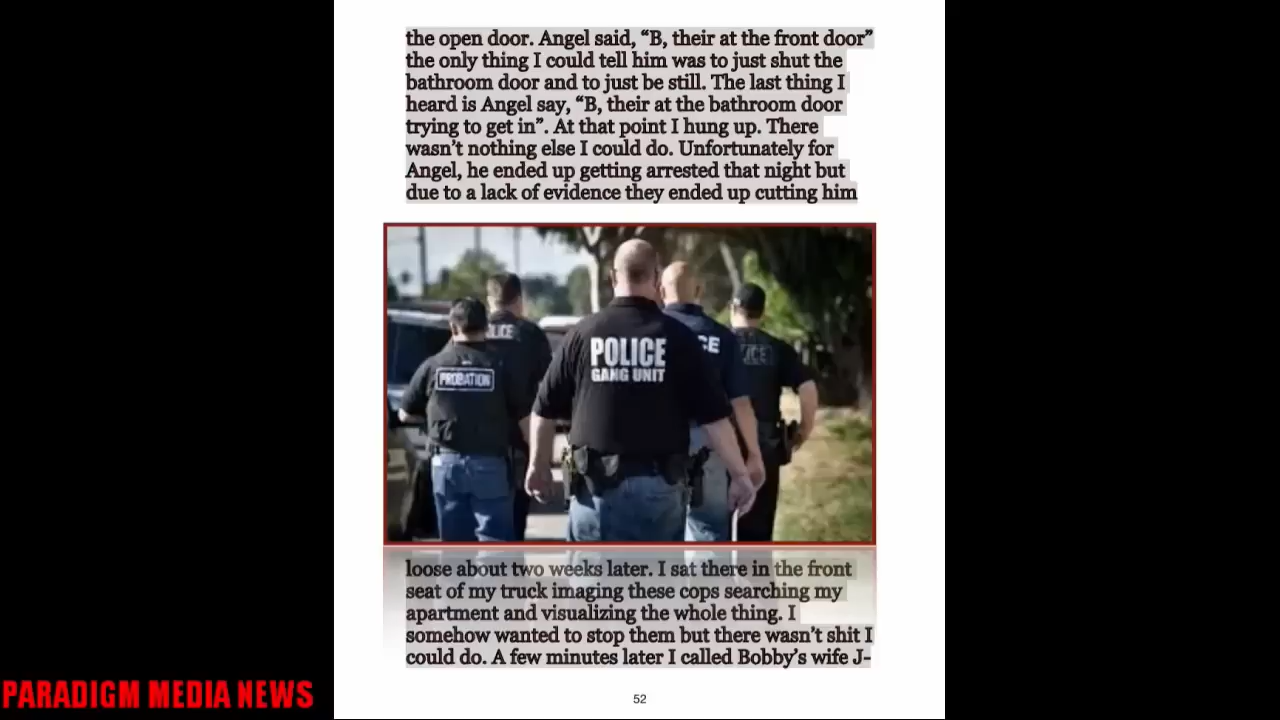 the open door. Angel said, “B, their at the front door”
the only thing I could tell him was to just shut the
bathroom door and to just be still. The last thing I
heard is Angel say, “B, their at the bathroom door
trying to get in”. At that point I hung up. There
wasn’t nothing else I could do. Unfortunately for
Angel, he ended up getting arrested that night but
due to a lack of evidence they ended up cutting him
LICE
POLICE
GANG UNIT
CE
ICE
PROBATION
loose about two weeks later. I sat there in the front
seat of my truck imaging these cops searching my
apartment and visualizing the whole thing. I
somehow wanted to stop them but there wasn’t shit I
could do. A few minutes later I called Bobby’s wife J-
PARADIGM MEDIA NEWS
52